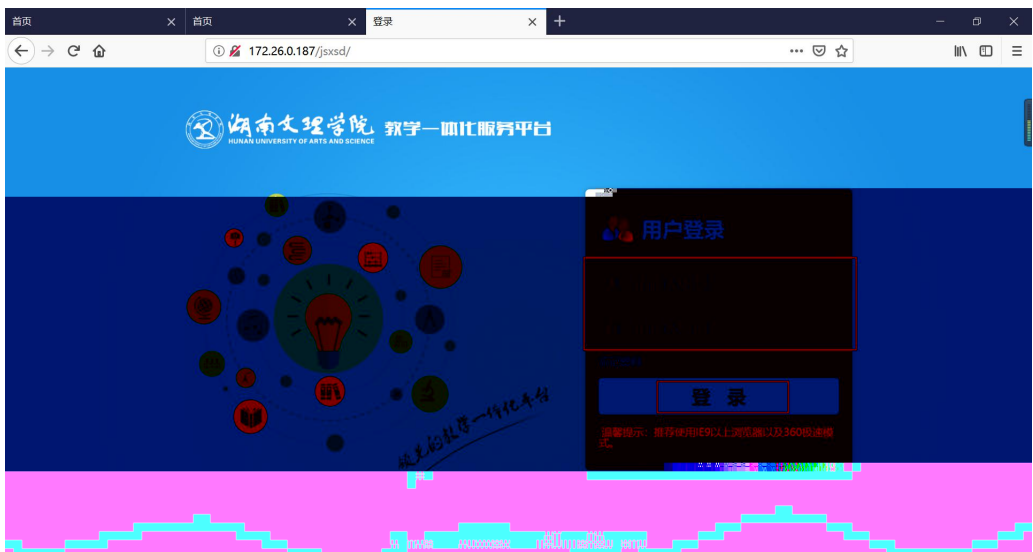 首页 首页 登录
172.26.0.187/jsxsd/
湖南文理学院 教学一体化服务平台
HUNAN UNIVERSITY OF ARTS AND SCIENCE
用户登录
登 录
温馨提示：推荐使用IE9以上浏览器以及360极速模
式。